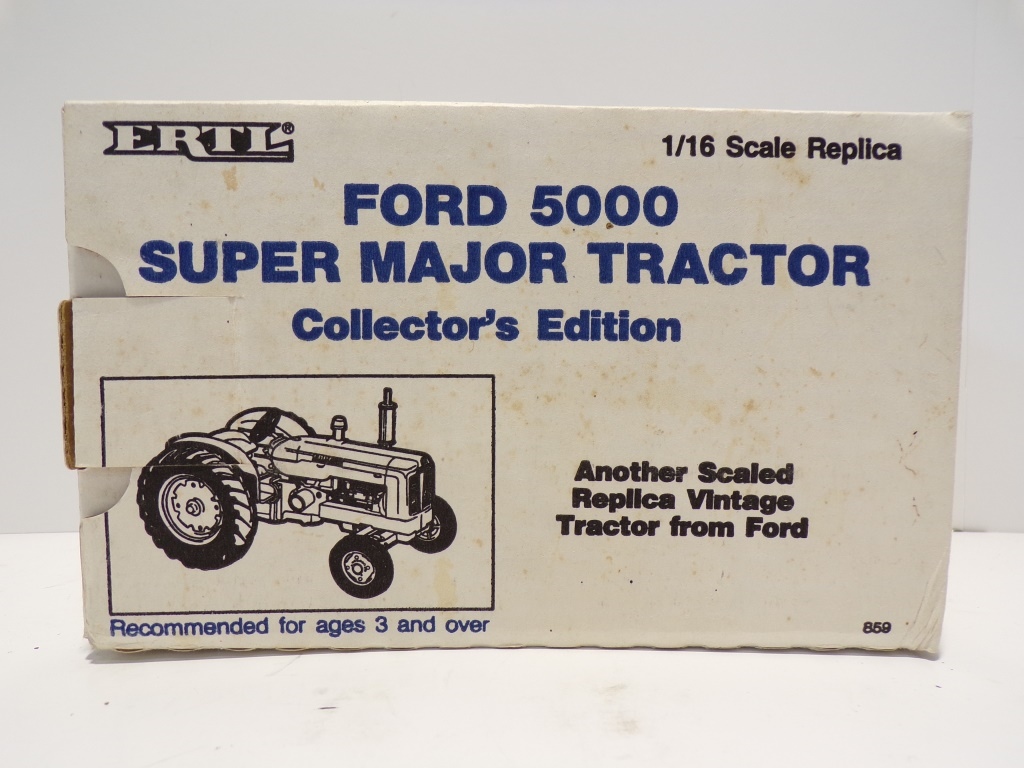 ERTL®
1/16 Scale Replica
FORD 5000
SUPER MAJOR TRACTOR
Collector's Edition
Another Scaled
Replica Vintage
Tractor from Ford
Recommended for ages 3 and over
859